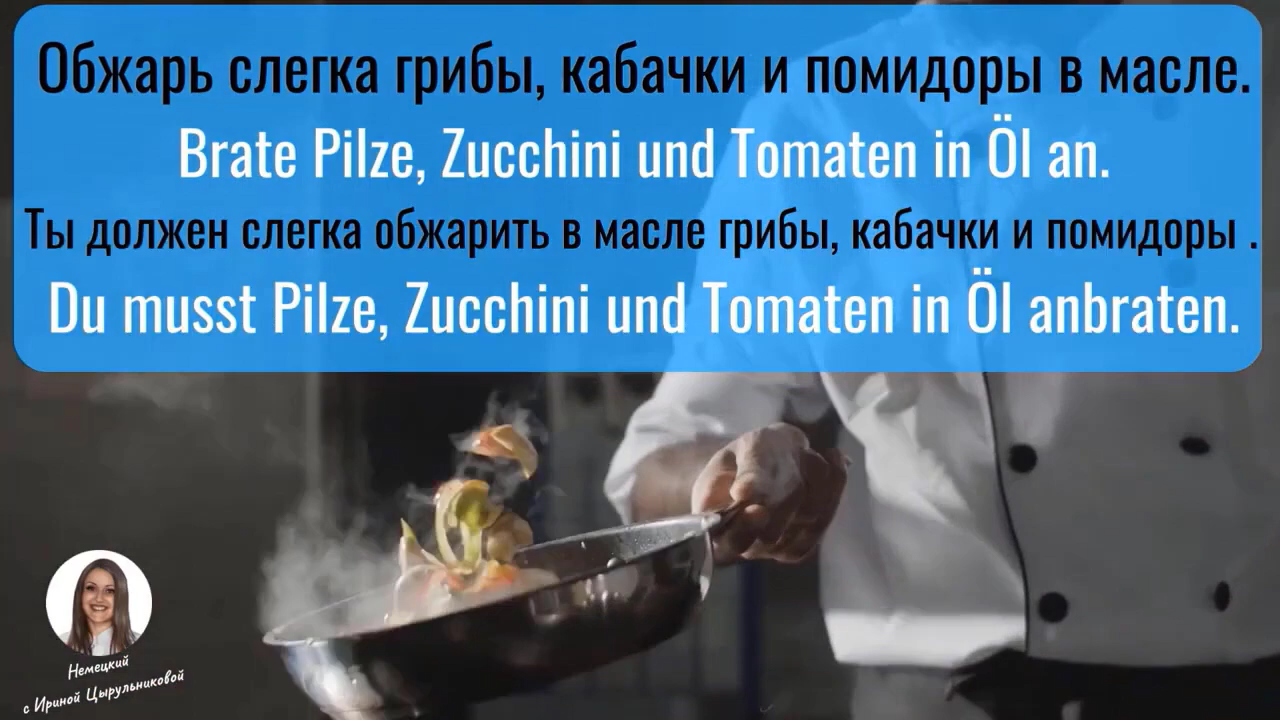 Обжарь слегка грибы, кабачки и помидоры в масле.
Brate Pilze, Zucchini und Tomaten in Öl an.
Ты должен слегка обжарить в масле грибы, кабачки и помидоры .
Du musst Pilze, Zucchini und Tomaten in Öl anbraten.
Немецкий
с Ириной Цырульниковой